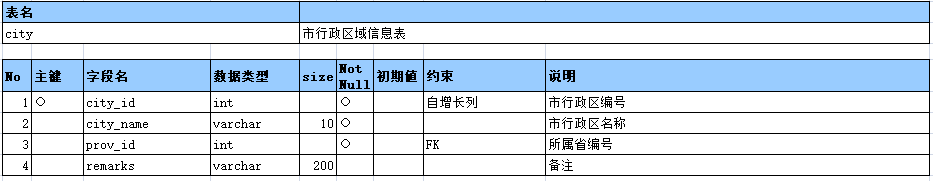 表名
city 市行政区域信息表
No 主键 字段名 数据类型 size Not Null 初期値 约束 说明
1 ○ city_id int ○ 自增长列 市行政区编号
2 city_name varchar 10 ○ 市行政区名称
3 prov_id int ○ FK 所属省编号
4 remarks varchar 200 备注